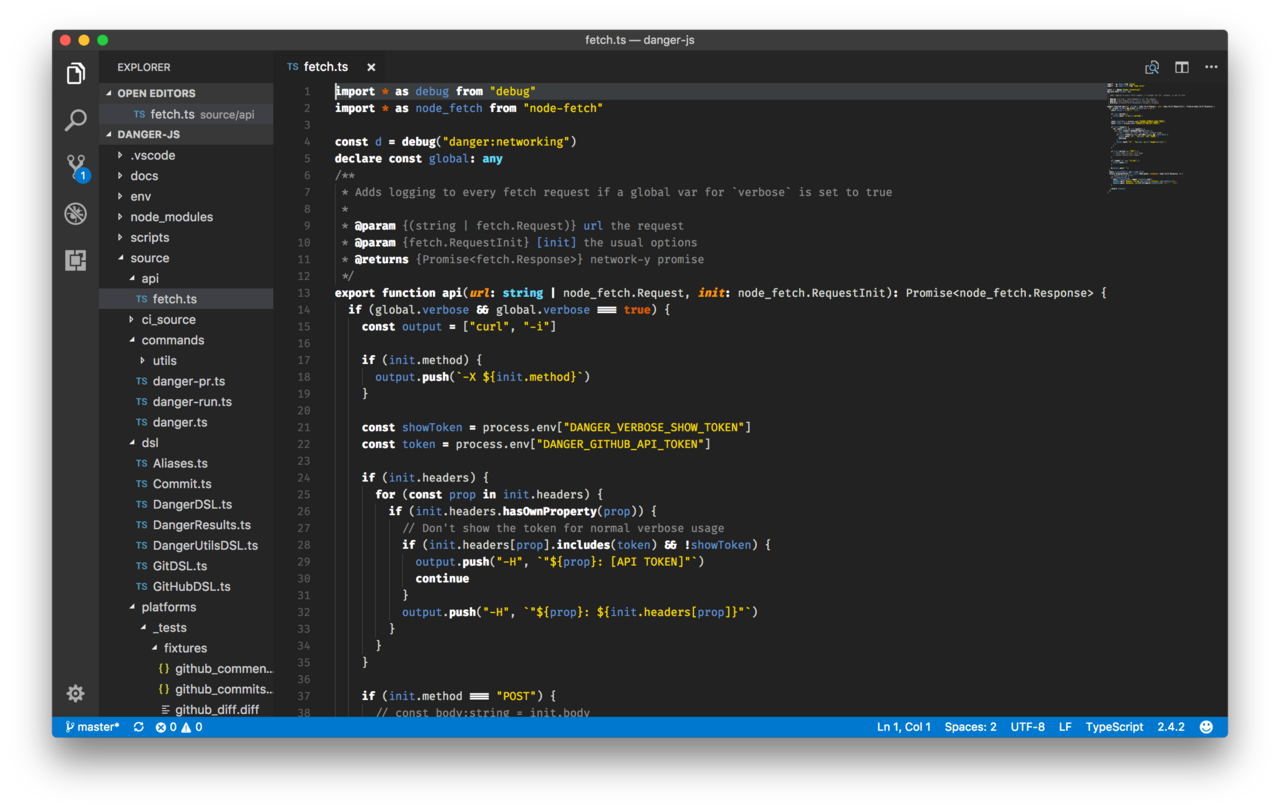 fetch.ts — danger-js
EXPLORER
OPEN EDITORS
TS fetch.ts source/api
DANGER-JS
.vscode
docs
env
node_modules
scripts
source
api
TS fetch.ts
ci_source
commands
utils
TS danger-pr.ts
TS danger-run.ts
TS danger.ts
dsl
TS Aliases.ts
TS Commit.ts
TS DangerDSL.ts
TS DangerResults.ts
TS DangerUtilsDSL.ts
TS GitDSL.ts
TS GitHubDSL.ts
platforms
_tests
fixtures
{} github_commen...
{} github_commits...
github_diff.diff
1
TS fetch.ts ×
1 import * as debug from "debug"
2 import * as node_fetch from "node-fetch"
3
4 const d = debug("danger:networking")
5 declare const global: any
6 /**
7 * Adds logging to every fetch request if a global var for `verbose` is set to true
8 *
9 * @param {(string | fetch.Request)} url the request
10 * @param {fetch.RequestInit} [init] the usual options
11 * @returns {Promise<fetch.Response>} network-y promise
12 */
13 export function api(url: string | node_fetch.Request, init: node_fetch.RequestInit): Promise<node_fetch.Response> {
14 if (global.verbose && global.verbose === true) {
15 const output = ["curl", "-i"]
16
17 if (init.method) {
18 output.push(`-X ${init.method}`)
19 }
20
21 const showToken = process.env["DANGER_VERBOSE_SHOW_TOKEN"]
22 const token = process.env["DANGER_GITHUB_API_TOKEN"]
23
24 if (init.headers) {
25 for (const prop in init.headers) {
26 if (init.headers.hasOwnProperty(prop)) {
27 // Don't show the token for normal verbose usage
28 if (init.headers[prop].includes(token) && !showToken) {
29 output.push("-H", `"${prop}: [API TOKEN]"`)
30 continue
31 }
32 output.push("-H", `"${prop}: ${init.headers[prop]}"`)
33 }
34 }
35 }
36
37 if (init.method === "POST") {
38 // const body:string = init.body
master* 0 0
Ln 1, Col 1 Spaces: 2 UTF-8 LF TypeScript 2.4.2